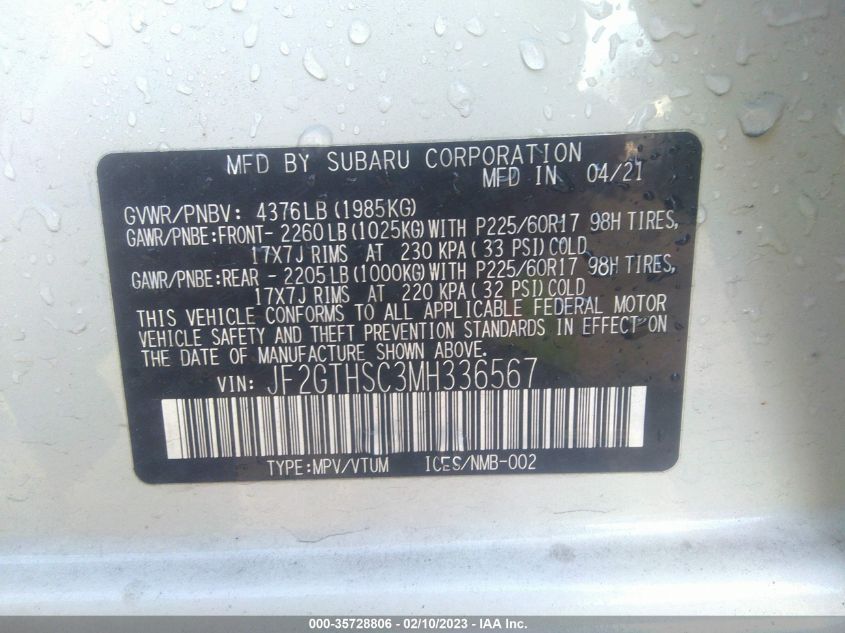 MFD BY SUBARU CORPORATION
MFD IN 04/21
GVWR/PNBV: 4376LB (1985KG)
GAWR/PNBE:FRONT- 2260LB (1025KG) WITH P225/60R17 98H TIRES,
17X7J RIMS AT 230 KPA (33 PSI) COLD
GAWR/PNBE:REAR - 2205LB (1000KG) WITH P225/60R17 98H TIRES,
17X7J RIMS AT 220 KPA (32 PSI) COLD
THIS VEHICLE CONFORMS TO ALL APPLICABLE FEDERAL MOTOR
VEHICLE SAFETY AND THEFT PREVENTION STANDARDS IN EFFECT ON
THE DATE OF MANUFACTURE SHOWN ABOVE.
VIN: JF2GTHSC3MH336567
TYPE:MPV/VTUM ICES/NMB-002
000-35728806 — 02/10/2023 — IAA Inc.